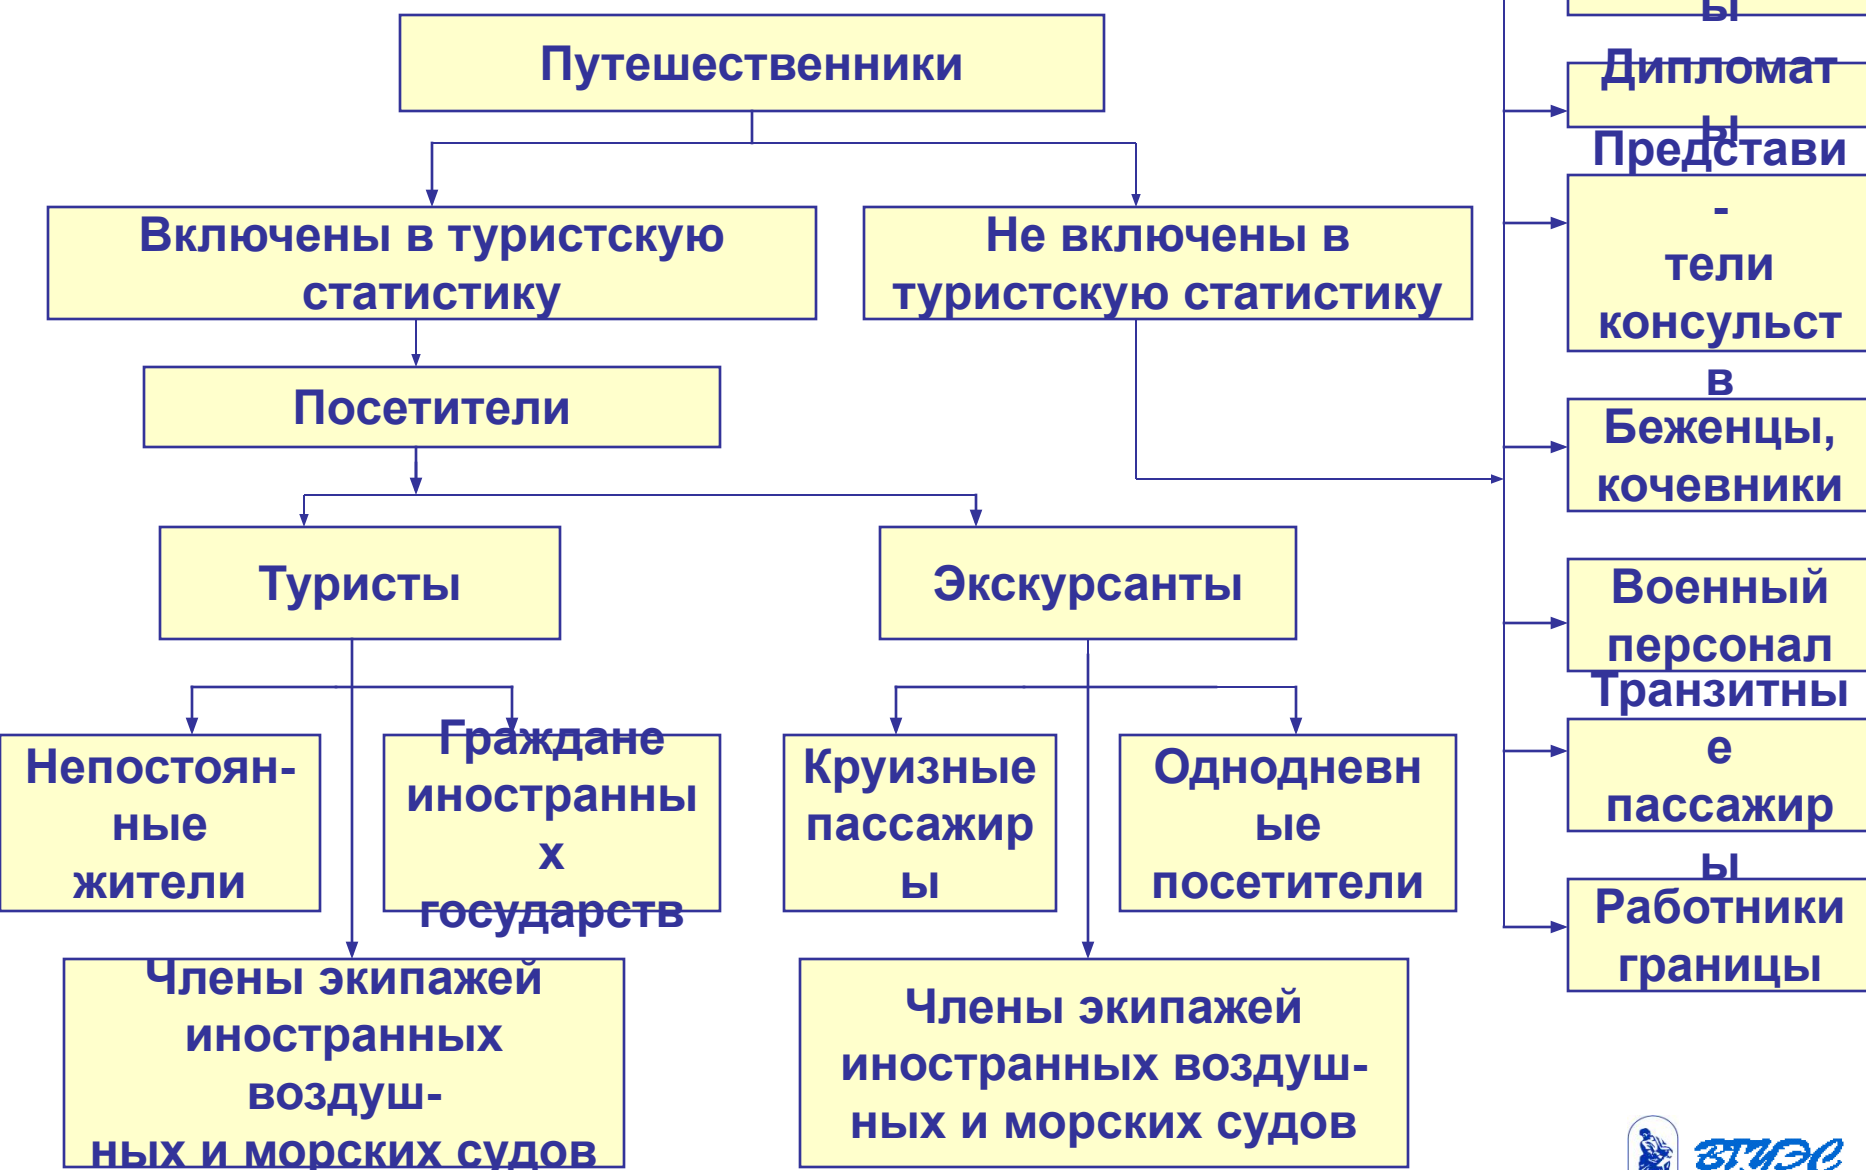 Путешественники
Включены в туристскую
статистику
Не включены в
туристскую статистику
Посетители
Туристы
Экскурсанты
Непостоян-
ные
жители
Граждане
иностранны
х
государств
Круизные
пассажир
ы
Однодневн
ые
посетители
Члены экипажей
иностранных
воздуш-
ных и морских судов
Члены экипажей
иностранных воздуш-
ных и морских судов
ы
Дипломат
ы
Представи
-
тели
консульст
в
Беженцы,
кочевники
Военный
персонал
Транзитны
е
пассажир
ы
Работники
границы
ВГУЭС